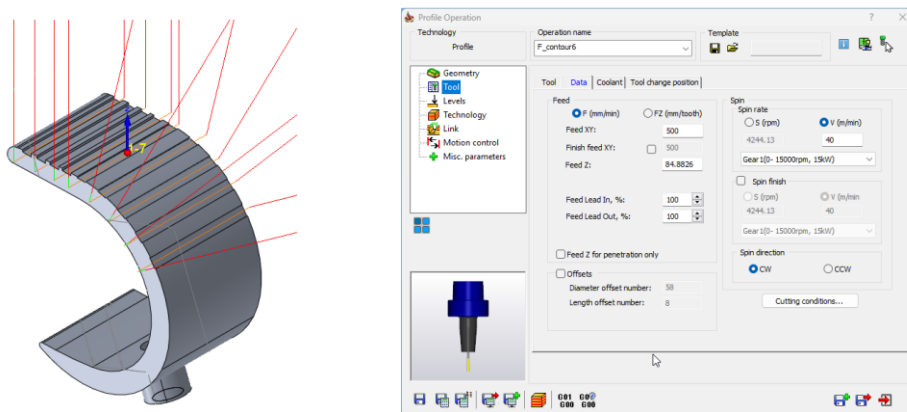 1-7
Profile Operation
? X
Technology
Profile
Operation name
F_contour6
Template
Geometry
Tool
Levels
Technology
Link
Motion control
Misc. parameters
Tool Data Coolant Tool change position
Feed
F (mm/min) FZ (mm/tooth)
Feed XY: 500
Finish feed XY: 500
Feed Z: 84.8826
Feed Lead In, %: 100
Feed Lead Out, %: 100
Feed Z for penetration only
Offsets
Diameter offset number: 58
Length offset number: 8
Spin
Spin rate
S (rpm) V (m/min)
4244.13 40
Gear1(0- 15000rpm, 15kW)
Spin finish
S (rpm) V (m/min
4244.13 40
Gear1(0- 15000rpm, 15kW)
Spin direction
CW CCW
Cutting conditions...
G01
G00 G00